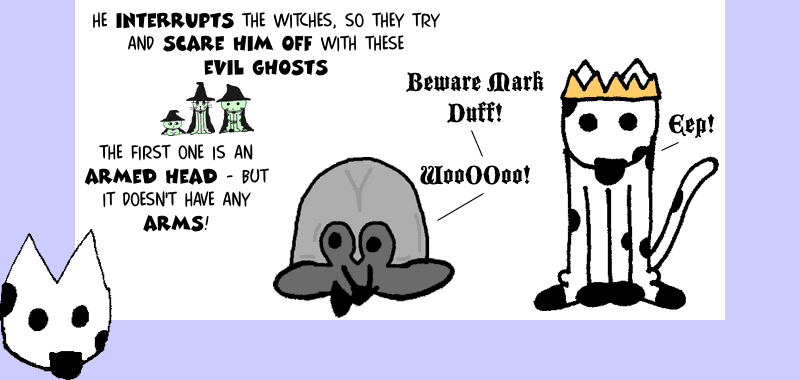 HE INTERRUPTS THE WITCHES, SO THEY TRY
AND SCARE HIM OFF WITH THESE
EVIL GHOSTS
THE FIRST ONE IS AN
ARMED HEAD - BUT
IT DOESN'T HAVE ANY
ARMS!
Beware Mark
Duff!
WooOOoo!
Eep!